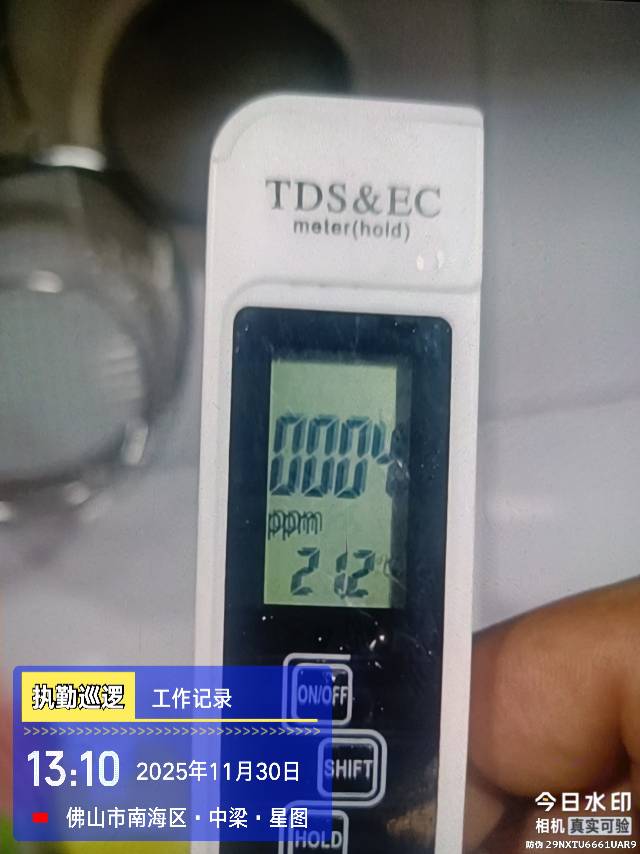 TDS&EC
meter(hold)
ppm
21.2
ON/OFF
SHIFT
HOLD
执勤巡逻 工作记录
13:10 2025年11月30日
佛山市南海区·中梁·星图
今日水印
相机 真实可验
防伪 29NXTU6661UAR9